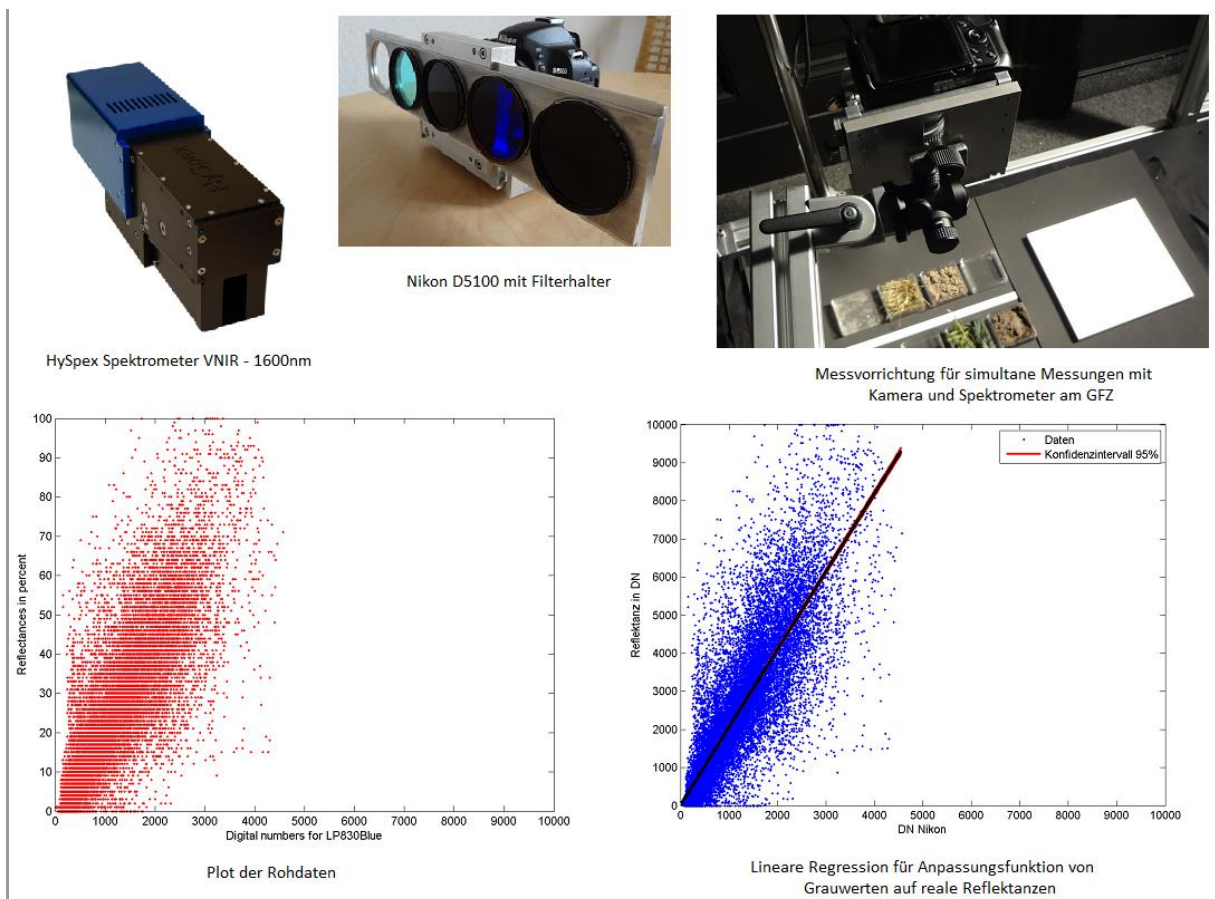 HySpex Spektrometer VNIR - 1600nm
Nikon D5100 mit Filterhalter
Messvorrichtung für simultane Messungen mit
Kamera und Spektrometer am GFZ
100
90
80
70
60
50
40
30
20
10
0
Reflectances in percent
0 1000 2000 3000 4000 5000 6000 7000 8000 9000 10000
Digital numbers for LP830Blue
Plot der Rohdaten
10000
9000
8000
7000
6000
5000
4000
3000
2000
1000
0
Reflektanz in DN
Daten
Konfidenzintervall 95%
0 1000 2000 3000 4000 5000 6000 7000 8000 9000 10000
DN Nikon
Lineare Regression für Anpassungsfunktion von
Grauwerten auf reale Reflektanzen